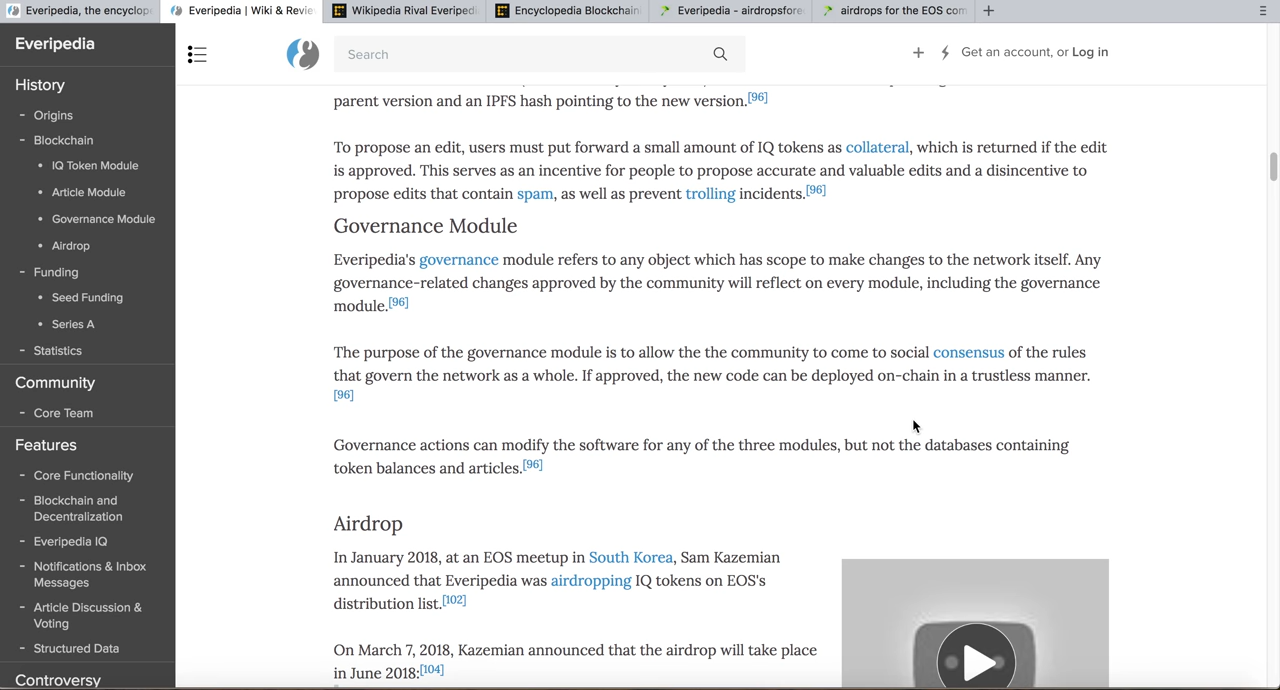 Everipedia, the encyclop
Everipedia | Wiki & Revie
Wikipedia Rival Everipedi
Encyclopedia Blockchain
Everipedia - airdropsfore
airdrops for the EOS com
Everipedia
History
- Origins
- Blockchain
• IQ Token Module
• Article Module
• Governance Module
• Airdrop
- Funding
• Seed Funding
• Series A
- Statistics
Community
- Core Team
Features
- Core Functionality
- Blockchain and
Decentralization
- Everipedia IQ
- Notifications & Inbox
Messages
- Article Discussion &
Voting
- Structured Data
Controversy
Search
Get an account, or Log in
parent version and an IPFS hash pointing to the new version.[96]
To propose an edit, users must put forward a small amount of IQ tokens as collateral, which is returned if the edit
is approved. This serves as an incentive for people to propose accurate and valuable edits and a disincentive to
propose edits that contain spam, as well as prevent trolling incidents.[96]
Governance Module
Everipedia's governance module refers to any object which has scope to make changes to the network itself. Any
governance-related changes approved by the community will reflect on every module, including the governance
module.[96]
The purpose of the governance module is to allow the the community to come to social consensus of the rules
that govern the network as a whole. If approved, the new code can be deployed on-chain in a trustless manner.
[96]
Governance actions can modify the software for any of the three modules, but not the databases containing
token balances and articles.[96]
Airdrop
In January 2018, at an EOS meetup in South Korea, Sam Kazemian
announced that Everipedia was airdropping IQ tokens on EOS's
distribution list.[102]
On March 7, 2018, Kazemian announced that the airdrop will take place
in June 2018:[104]